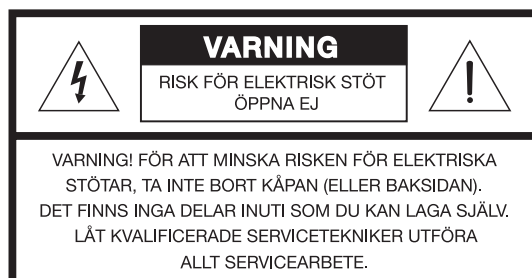 VARNING
RISK FÖR ELEKTRISK STÖT
ÖPPNA EJ
VARNING! FÖR ATT MINSKA RISKEN FÖR ELEKTRISKA
STÖTAR, TA INTE BORT KÅPAN (ELLER BAKSIDAN).
DET FINNS INGA DELAR INUTI SOM DU KAN LAGA SJÄLV.
LÅT KVALIFICERADE SERVICETEKNIKER UTFÖRA
ALLT SERVICEARBETE.